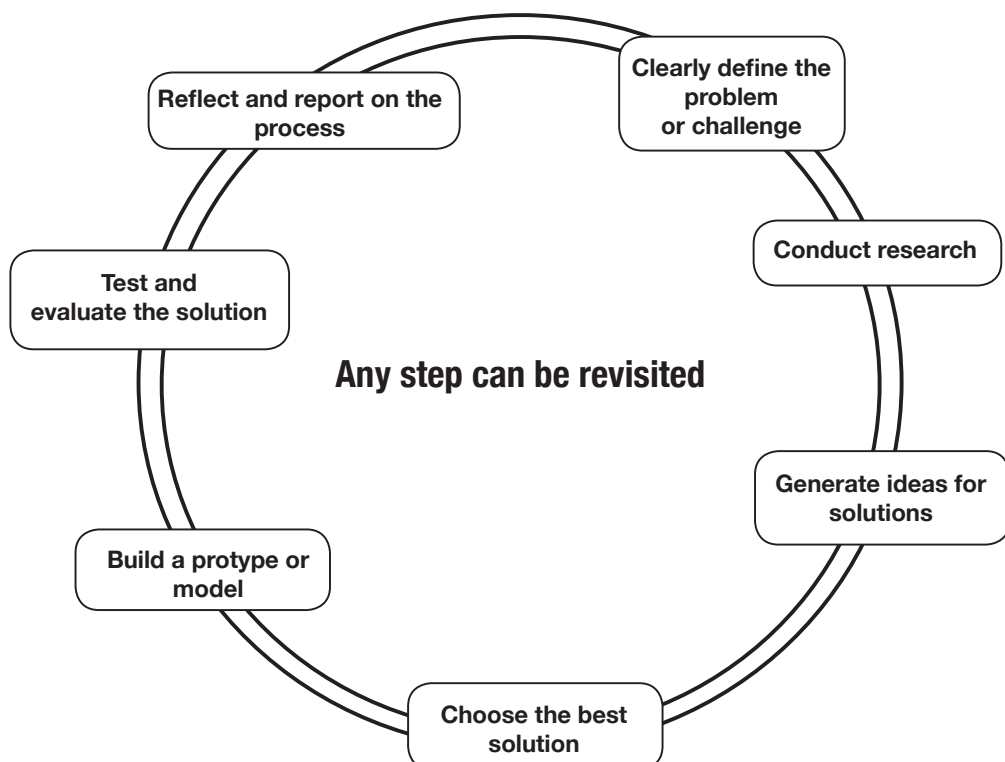 Clearly define the
problem
or challenge
Conduct research
Generate ideas for
solutions
Choose the best
solution
Build a protype or
model
Test and
evaluate the solution
Reflect and report on the
process
Any step can be revisited